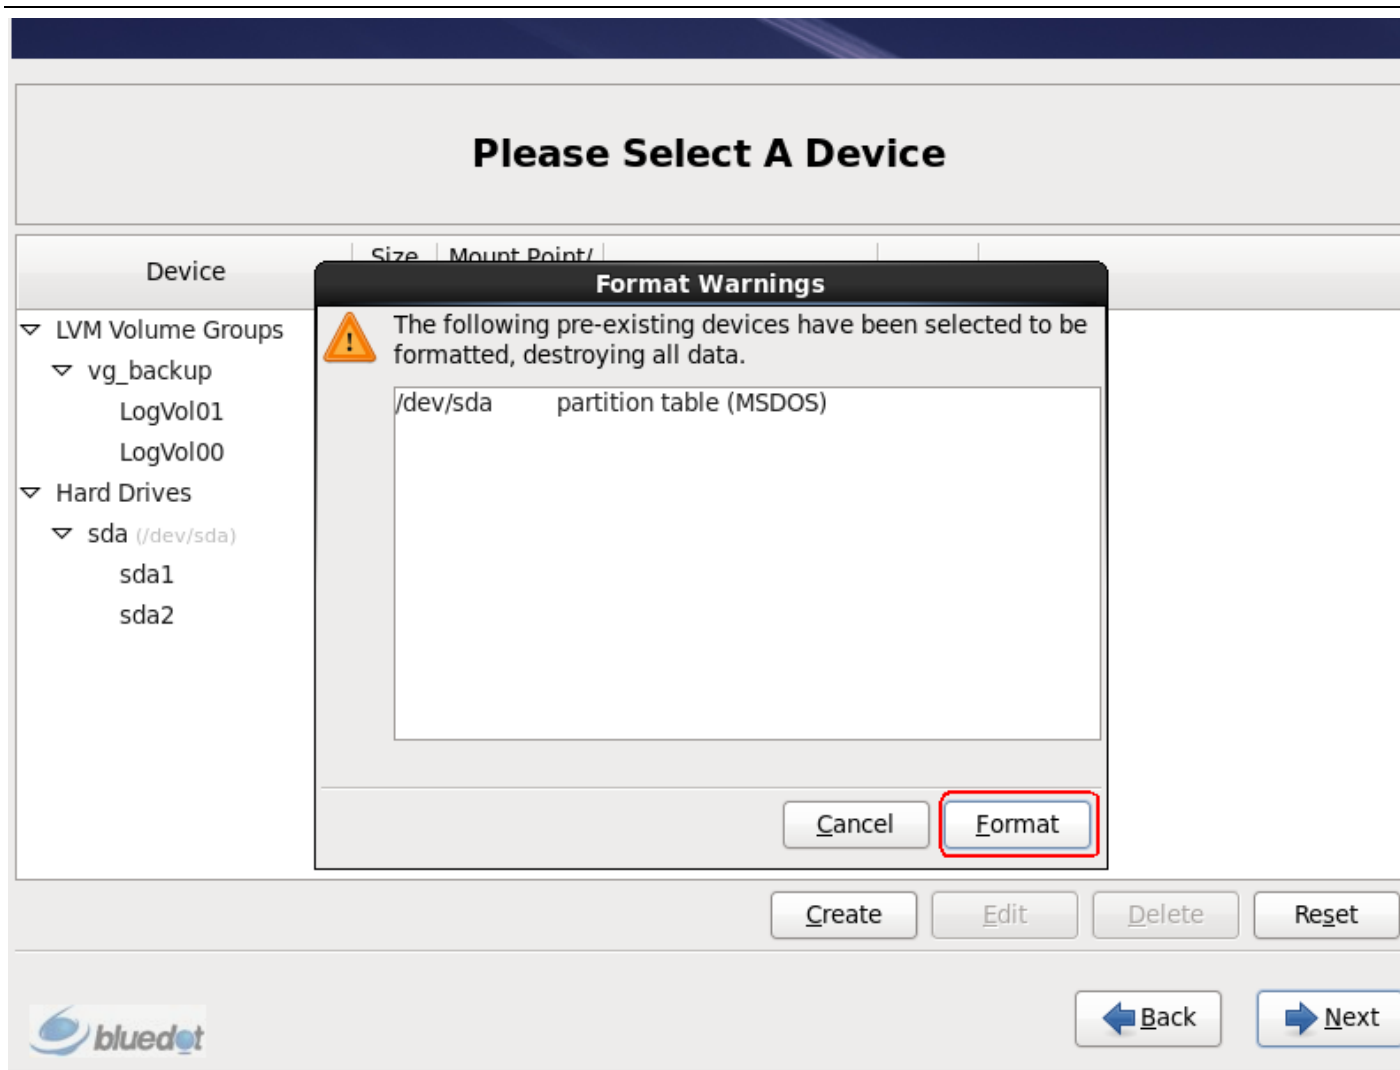 Please Select A Device
Device
Size
Mount Point/
Format Warnings
The following pre-existing devices have been selected to be
formatted, destroying all data.
/dev/sda partition table (MSDOS)
LVM Volume Groups
vg_backup
LogVol01
LogVol00
Hard Drives
sda (/dev/sda)
sda1
sda2
Cancel Format
Create Edit Delete Reset
bluedot
Back Next